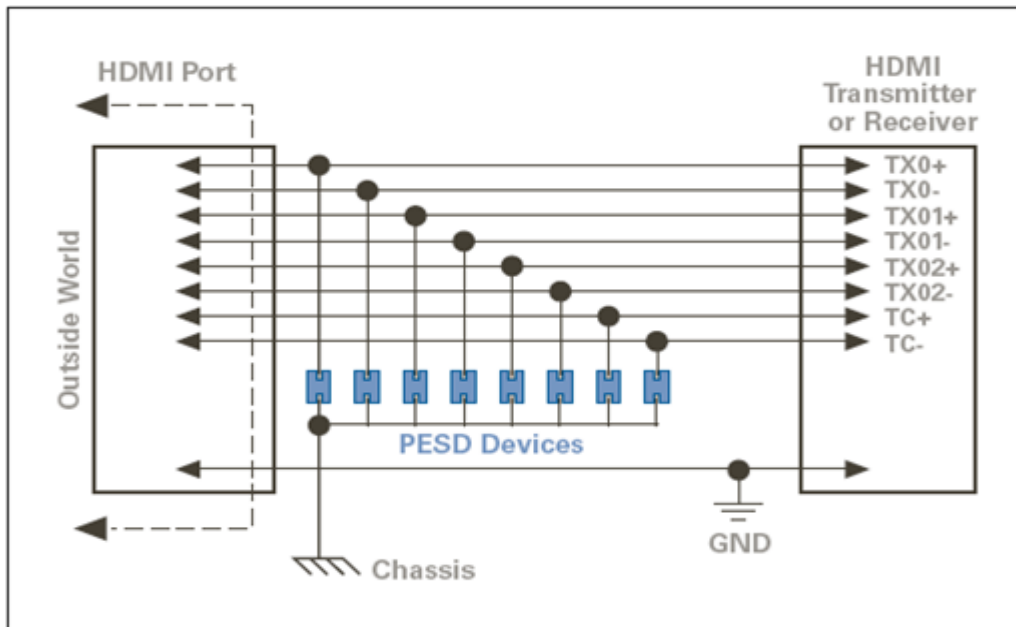 HDMI Port
HDMI
Transmitter
or Receiver
Outside World
TX0+
TX0-
TX01+
TX01-
TX02+
TX02-
TC+
TC-
PESD Devices
GND
Chassis